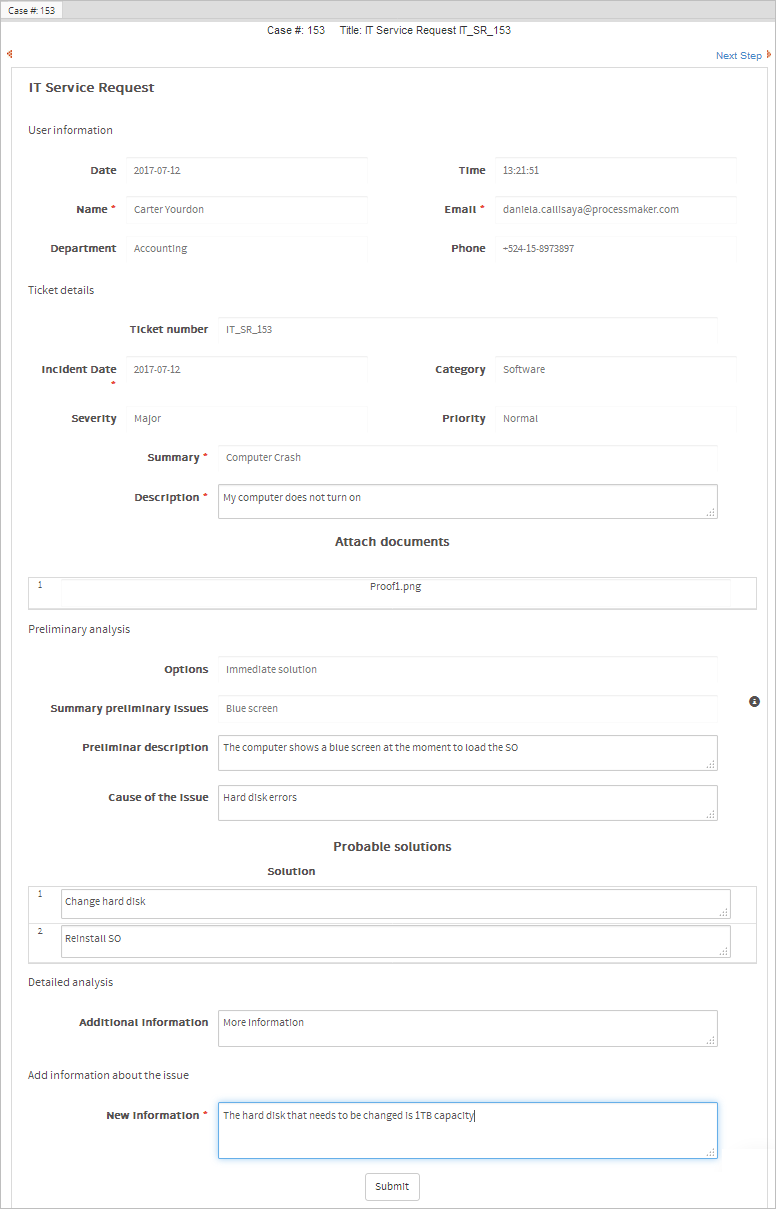 Case #: 153
Case #: 153 Title: IT Service Request IT_SR_153
Next Step
IT Service Request
User information
Date 2017-07-12 Time 13:21:51
Name * Carter Yourdon Email * daniela.callisaya@processmaker.com
Department Accounting Phone +524-15-8973897
Ticket details
Ticket number IT_SR_153
Incident Date * 2017-07-12 Category Software
Severity Major Priority Normal
Summary * Computer Crash
Description * My computer does not turn on
Attach documents
1 Proof1.png
Preliminary analysis
Options Immediate solution
Summary preliminary issues Blue screen
Preliminar description The computer shows a blue screen at the moment to load the SO
Cause of the issue Hard disk errors
Probable solutions
Solution
1 Change hard disk
2 Reinstall SO
Detailed analysis
Additional information More information
Add information about the issue
New information * The hard disk that needs to be changed is 1TB capacity
Submit